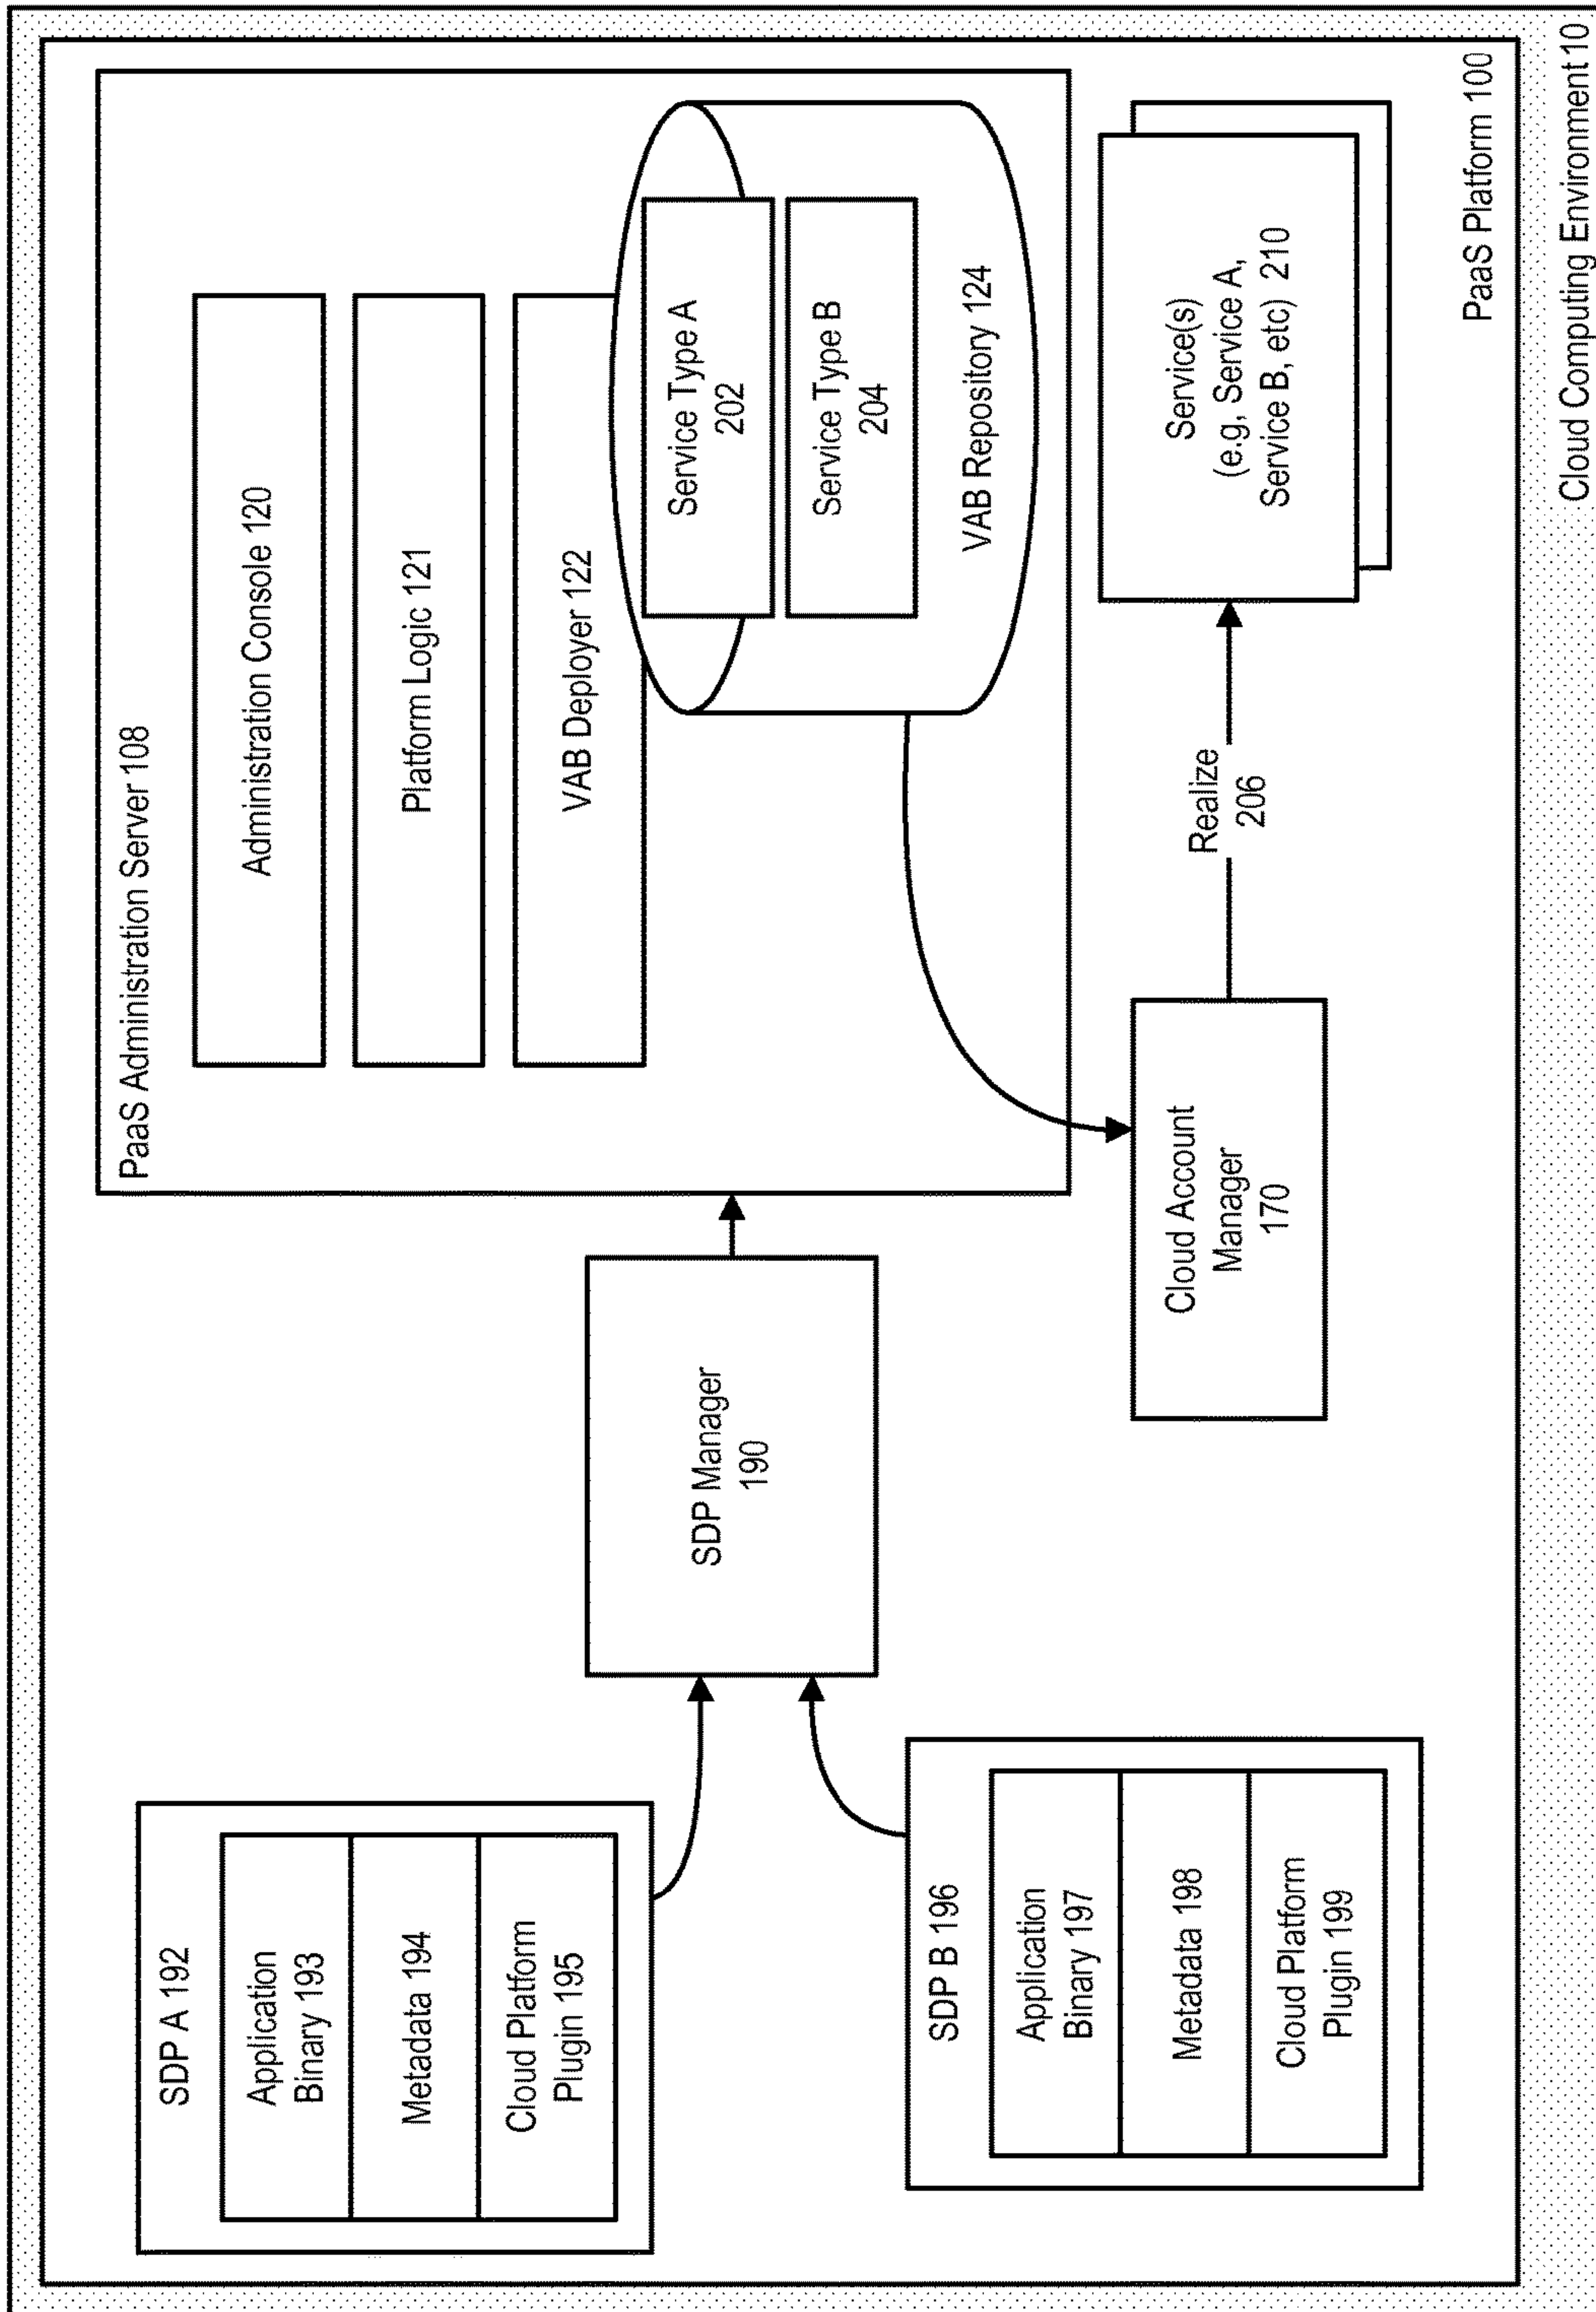 SDP A 192
Application
Binary 193
Metadata 194
Cloud Platform
Plugin 195
SDP B 196
Application
Binary 197
Metadata 198
Cloud Platform
Plugin 199
SDP Manager
190
PaaS Administration Server 108
Administration Console 120
Platform Logic 121
VAB Deployer 122
Service Type A
202
Service Type B
204
VAB Repository 124
Cloud Account
Manager
170
Realize
206
Service(s)
(e.g, Service A,
Service B, etc) 210
PaaS Platform 100
Cloud Computing Environment 10